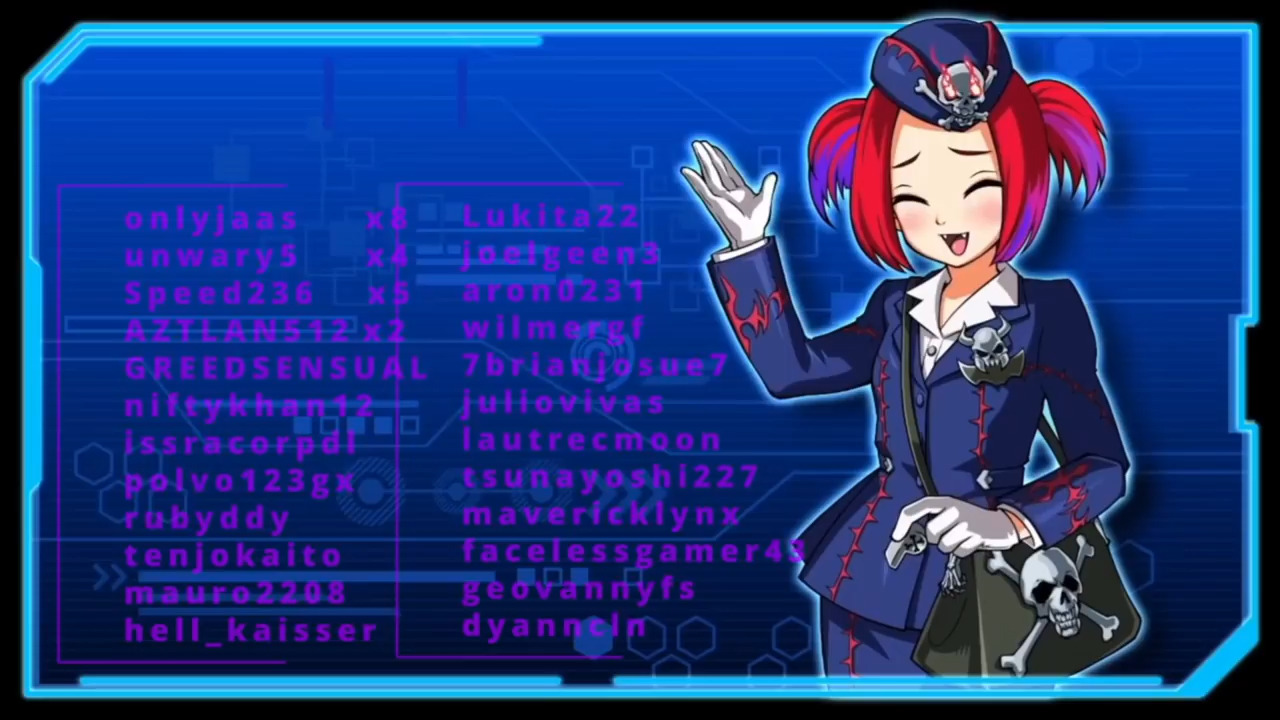 onlyjaas x8
unwary5 x4
Speed236 x5
AZTLAN512 x2
GREEDSENSUAL
niftykhan12
issracorpdl
polvo123gx
rubyddy
tenjokaito
mauro2208
hell_kaisser
Lukita22
joelgeen3
aron0231
wilmergf
7brianjosue7
juliovivas
lautrecmoon
tsunayoshi227
mavericklynx
facelessgamer43
geovannyfs
dyanncln